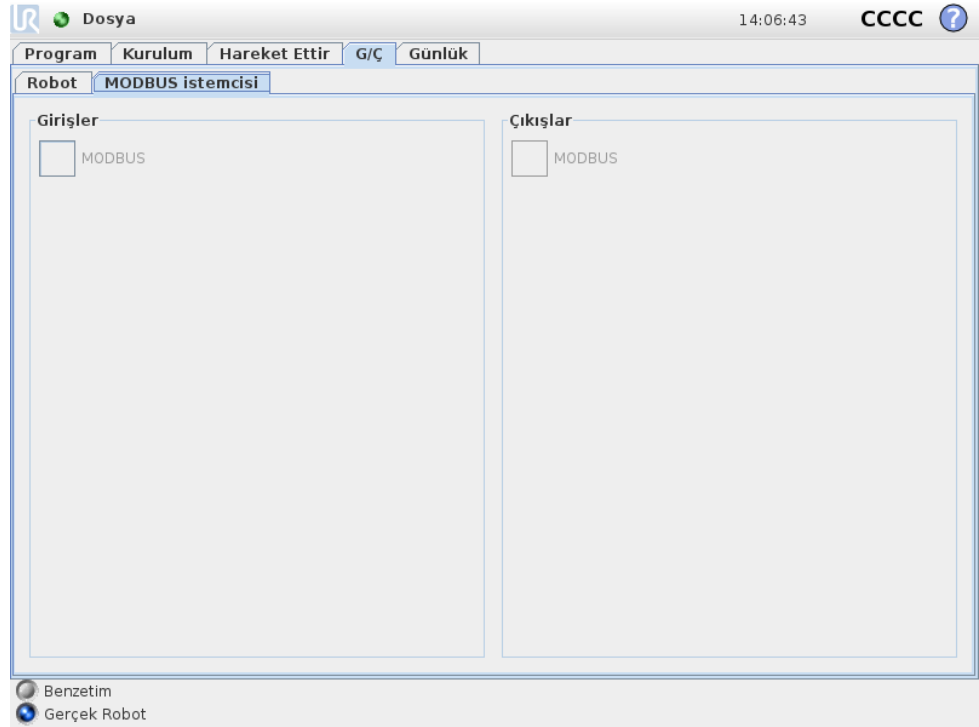 UR Dosya 14:06:43 CCCC ?
Program Kurulum Hareket Ettir G/Ç Günlük
Robot MODBUS istemcisi
Girişler Çıkışlar
MODBUS MODBUS
Benzetim
Gerçek Robot